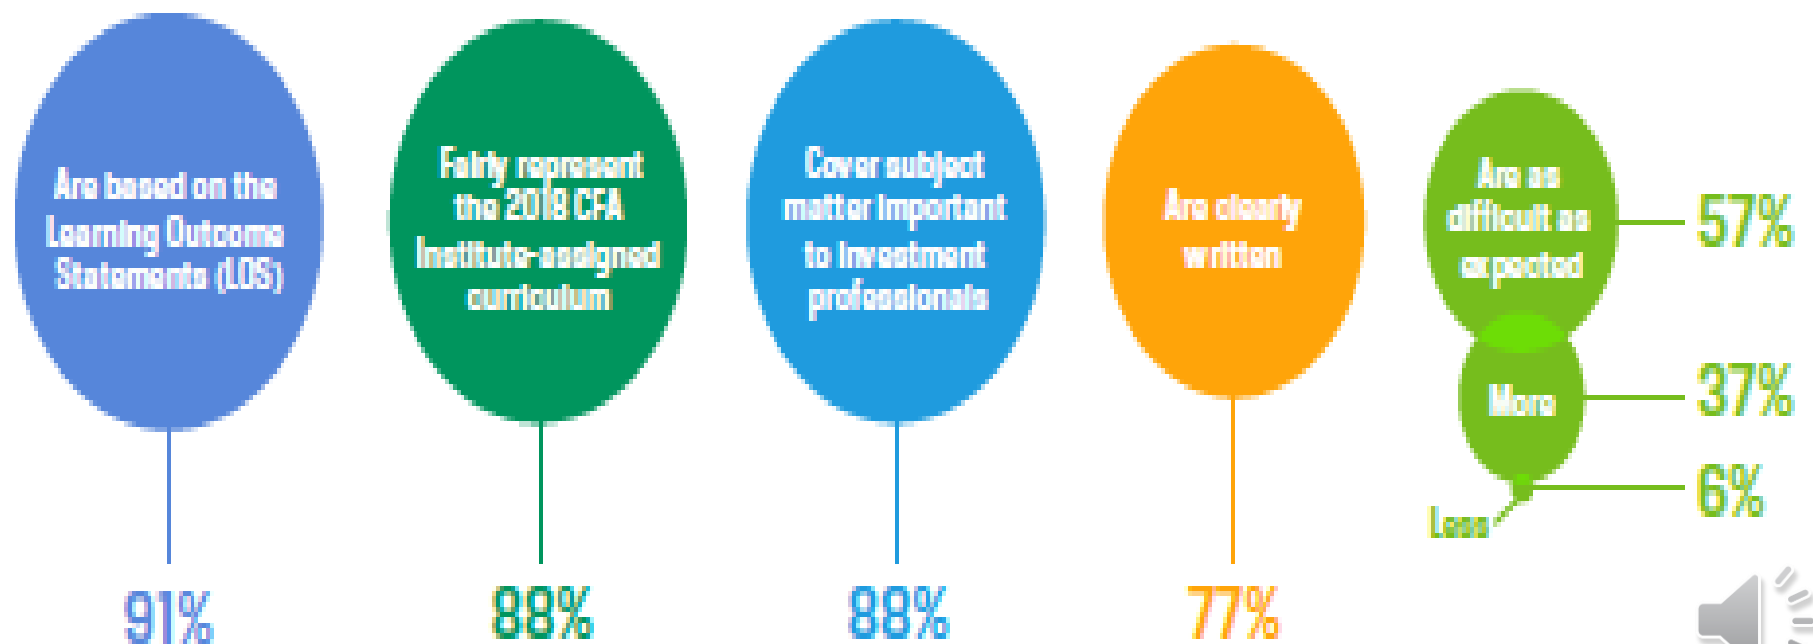 Are based on the
Learning Outcome
Statements (LOS)
91%
Fairly represent
the 2018 CFA
Institute-assigned
curriculum
88%
Cover subject
matter important
to investment
professionals
88%
Are clearly
written
77%
Are as
difficult as
expected
57%
More
37%
6%
Less